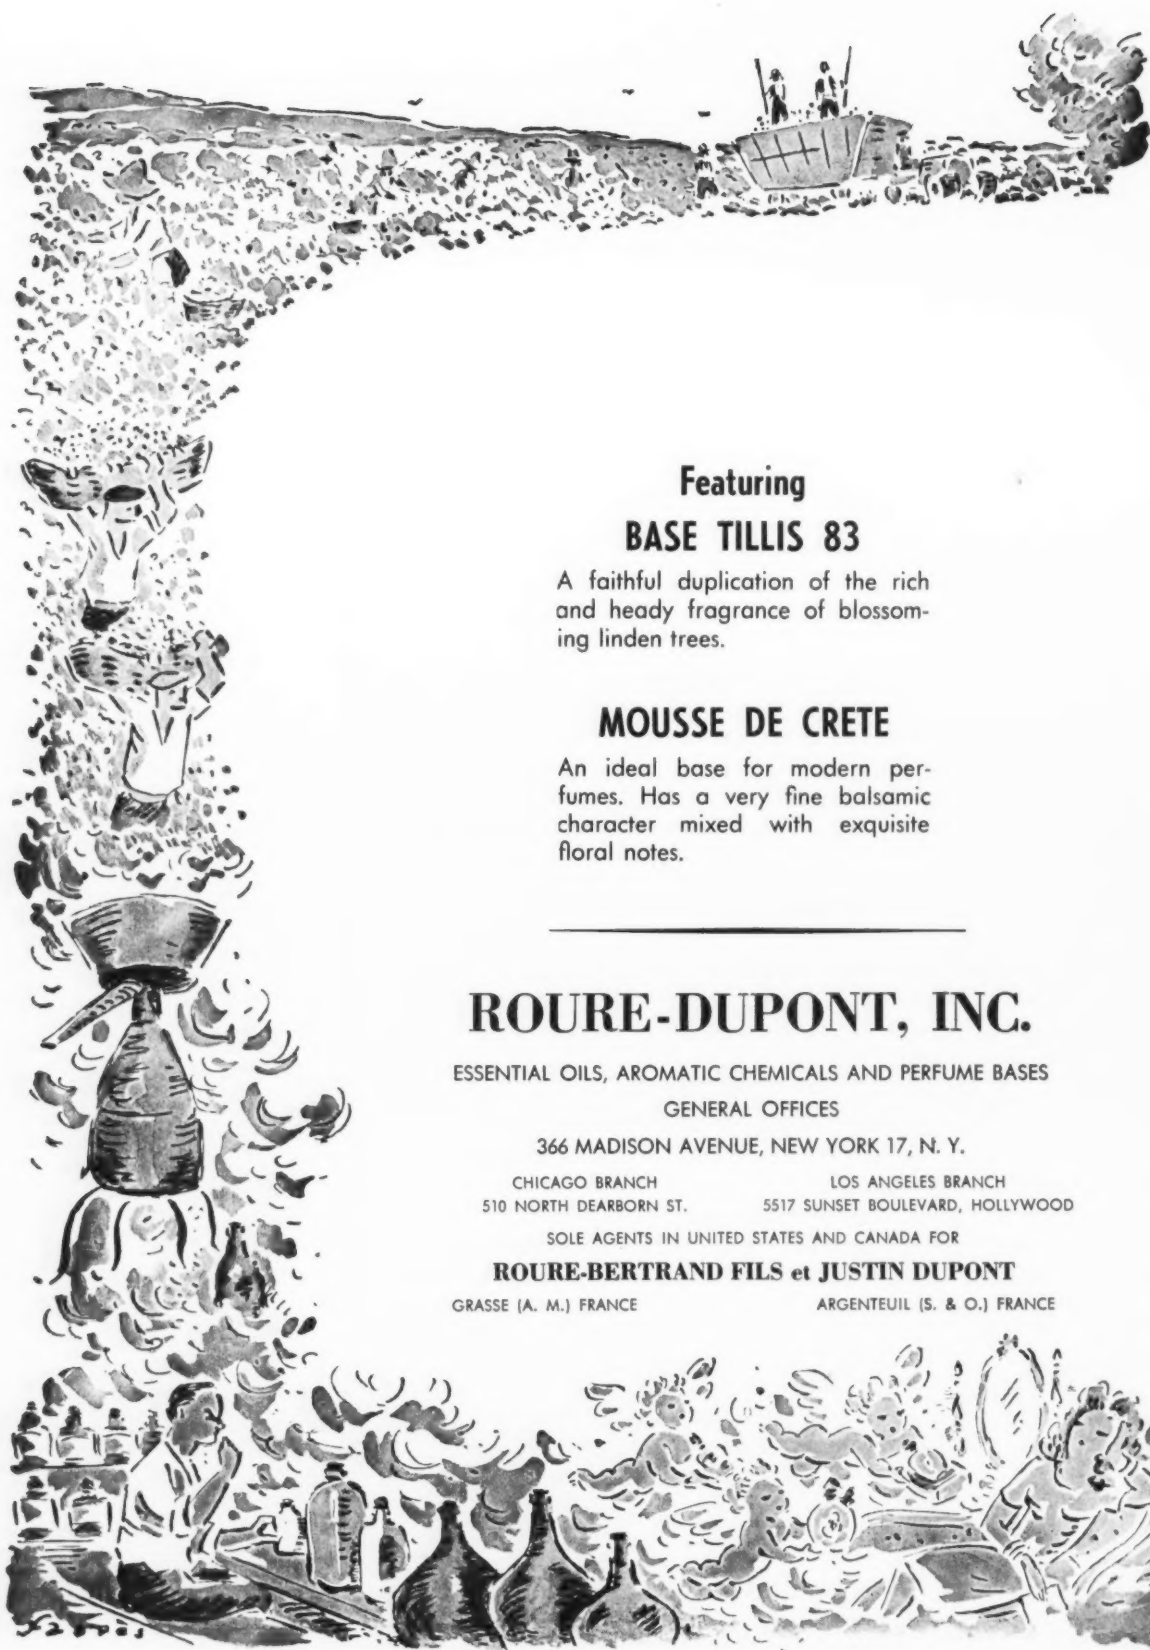 Featuring
BASE TILLIS 83
A faithful duplication of the rich
and heady fragrance of blossom-
ing linden trees.
MOUSSE DE CRETE
An ideal base for modern per-
fumes. Has a very fine balsamic
character mixed with exquisite
floral notes.
ROURE-DUPONT, INC.
ESSENTIAL OILS, AROMATIC CHEMICALS AND PERFUME BASES
GENERAL OFFICES
366 MADISON AVENUE, NEW YORK 17, N. Y.
CHICAGO BRANCH
510 NORTH DEARBORN ST.
LOS ANGELES BRANCH
5517 SUNSET BOULEVARD, HOLLYWOOD
SOLE AGENTS IN UNITED STATES AND CANADA FOR
ROURE-BERTRAND FILS et JUSTIN DUPONT
GRASSE (A. M.) FRANCE
ARGENTEUIL (S. & O.) FRANCE